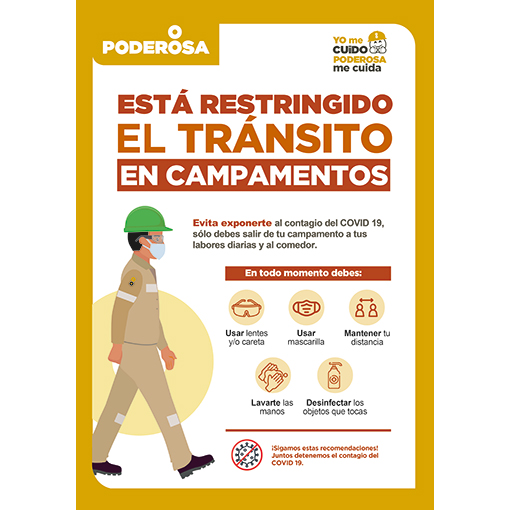 PODEROSA
YO me
CUiDO
PODEROSA
me cuida
ESTÁ RESTRINGIDO
EL TRÁNSITO
EN CAMPAMENTOS
Evita exponerte al contagio del COVID 19,
sólo debes salir de tu campamento a tus
labores diarias y al comedor.
En todo momento debes:
Usar lentes
y/o careta
Usar
mascarilla
Mantener tu
distancia
Lavarte las
manos
Desinfectar los
objetos que tocas
¡Sigamos estas recomendaciones!
Juntos detenemos el contagio del
COVID 19.